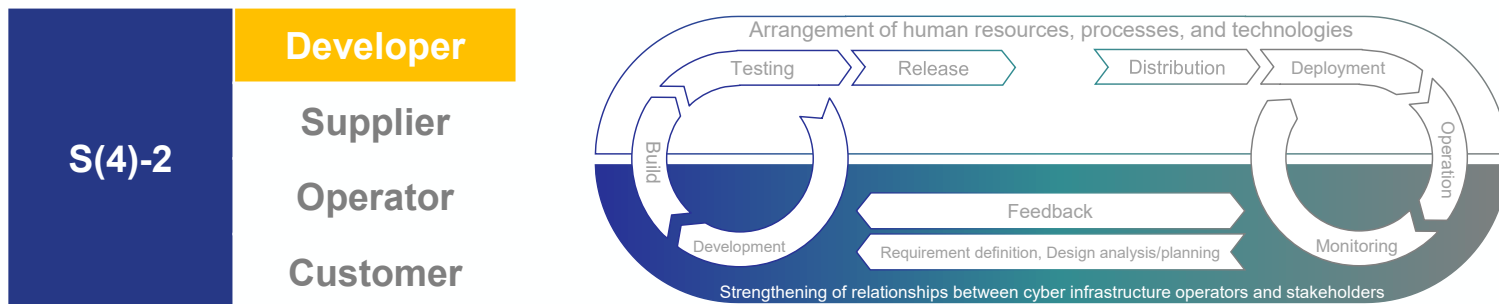 S(4)-2
Developer
Supplier
Operator
Customer
Arrangement of human resources, processes, and technologies
Testing
Release
Distribution
Deployment
Build
Operation
Feedback
Development
Requirement definition, Design analysis/planning
Monitoring
Strengthening of relationships between cyber infrastructure operators and stakeholders